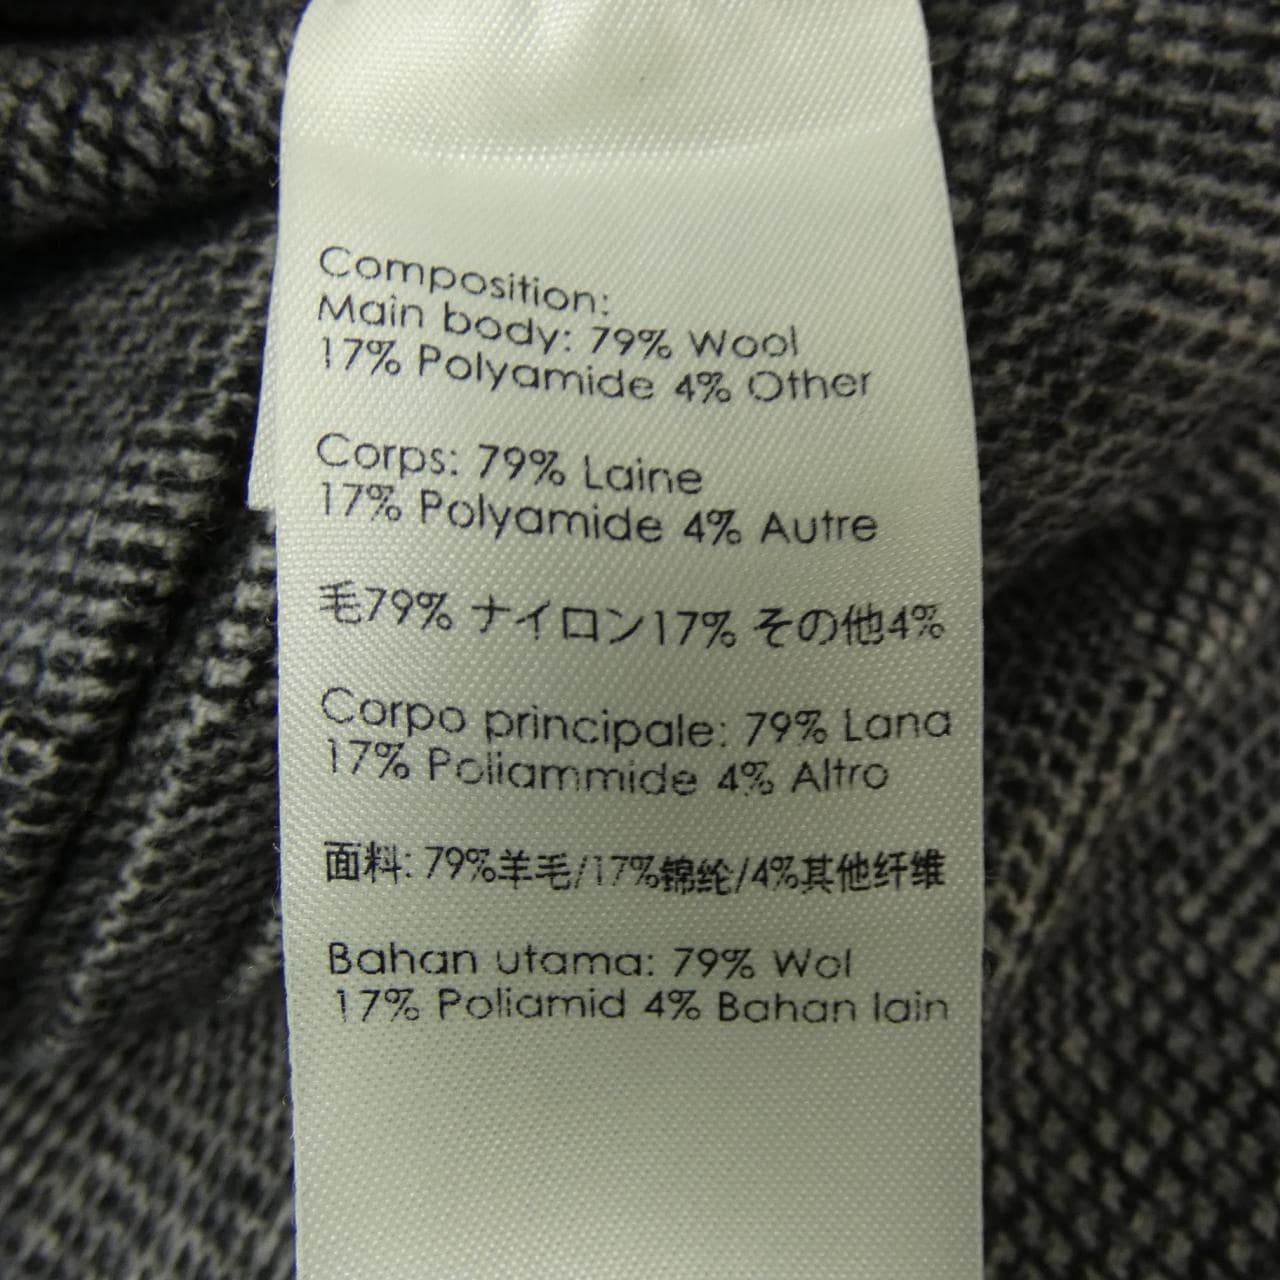 Composition:
Main body: 79% Wool
17% Polyamide 4% Other
Corps: 79% Laine
17% Polyamide 4% Autre
毛79% ナイロン17% その他4%
Corpo principale: 79% Lana
17% Poliammide 4% Altro
面料: 79%羊毛/17%锦纶/4%其他纤维
Bahan utama: 79% Wol
17% Poliamid 4% Bahan lain